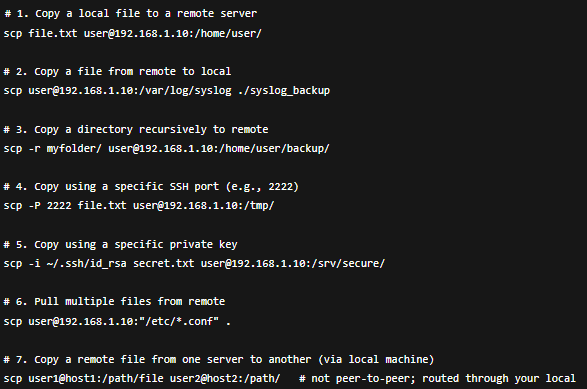 # 1. Copy a local file to a remote server
scp file.txt user@192.168.1.10:/home/user/
# 2. Copy a file from remote to local
scp user@192.168.1.10:/var/log/syslog ./syslog_backup
# 3. Copy a directory recursively to remote
scp -r myfolder/ user@192.168.1.10:/home/user/backup/
# 4. Copy using a specific SSH port (e.g., 2222)
scp -P 2222 file.txt user@192.168.1.10:/tmp/
# 5. Copy using a specific private key
scp -i ~/.ssh/id_rsa secret.txt user@192.168.1.10:/srv/secure/
# 6. Pull multiple files from remote
scp user@192.168.1.10:"/etc/*.conf" .
# 7. Copy a remote file from one server to another (via local machine)
scp user1@host1:/path/file user2@host2:/path/   # not peer-to-peer; routed through your local